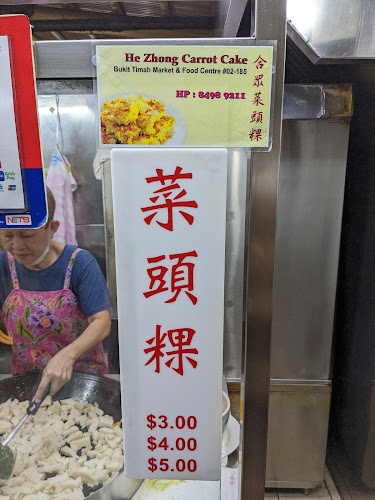 He Zhong Carrot Cake
Bukit Timah Market & Food Centre #02-185
HP : 8498 9211
合眾菜頭粿
菜頭粿
$3.00
$4.00
$5.00
NETS